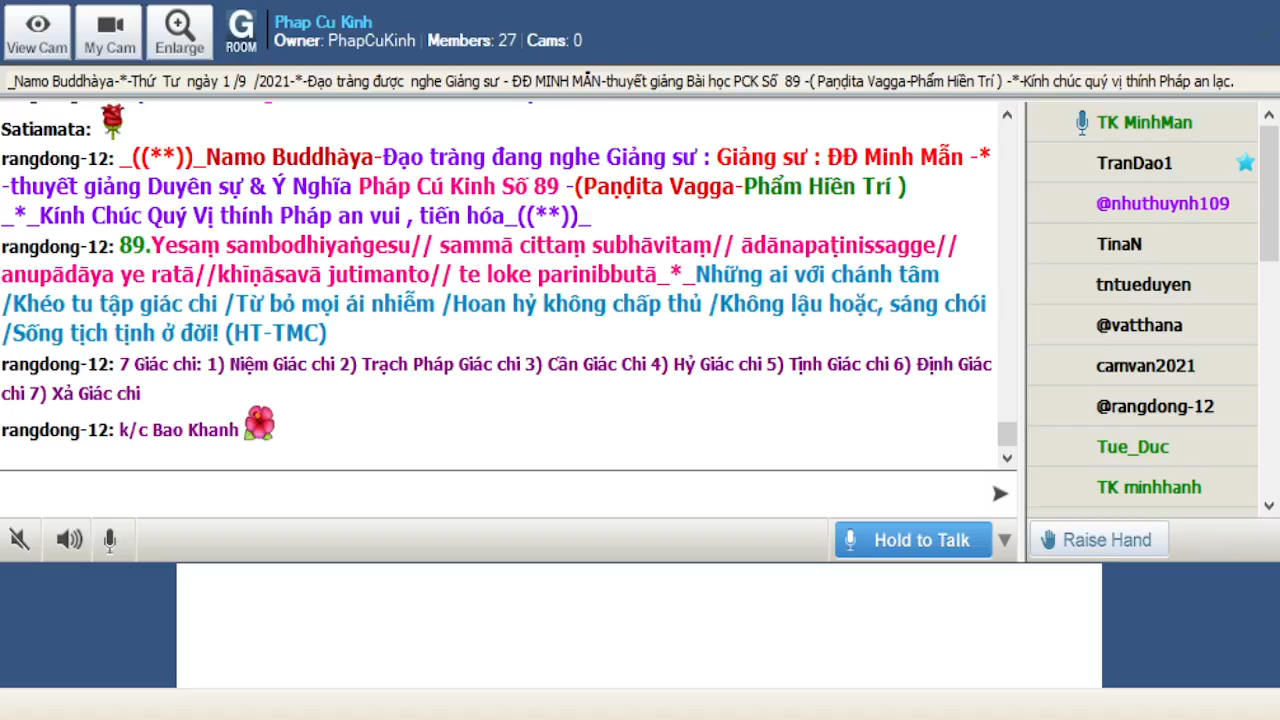 View Cam
My Cam
Enlarge
G
ROOM
Phap Cu Kinh
Owner: PhapCuKinh | Members: 27 | Cams: 0
_Namo Buddhàya-*-Thứ Tư ngày 1 /9 /2021-*-Đạo tràng được nghe Giảng sư - ĐĐ MINH MẪN-thuyết giảng Bài học PCK Số 89 -( Paṇḍita Vagga-Phẩm Hiền Trí ) -*-Kính chúc quý vị thính Pháp an lạc.
Satiamata:
rangdong-12: _((**))_Namo Buddhàya-Đạo tràng đang nghe Giảng sư : Giảng sư : ĐĐ Minh Mẫn -*
-thuyết giảng Duyên sự & Ý Nghĩa Pháp Cú Kinh Số 89 -(Paṇḍita Vagga-Phẩm Hiền Trí )
_*_Kính Chúc Quý Vị thính Pháp an vui , tiến hóa_((**))_
rangdong-12: 89.Yesaṃ sambodhiyaṅgesu// sammā cittaṃ subhāvitaṃ// ādānapaṭinissagge//
anupādāya ye ratā//khīṇāsavā jutimanto// te loke parinibbutā_*_Những ai với chánh tâm
/Khéo tu tập giác chi /Từ bỏ mọi ái nhiễm /Hoan hỷ không chấp thủ /Không lậu hoặc, sáng chói
/Sống tịch tịnh ở đời! (HT-TMC)
rangdong-12: 7 Giác chi: 1) Niệm Giác chi 2) Trạch Pháp Giác chi 3) Cần Giác Chi 4) Hỷ Giác chi 5) Tịnh Giác chi 6) Định Giác
chi 7) Xả Giác chi
rangdong-12: k/c Bao Khanh
TK MinhMan
TranDao1
@nhuthuynh109
TinaN
tntueduyen
@vatthana
camvan2021
@rangdong-12
Tue_Duc
TK minhhanh
Hold to Talk
Raise Hand